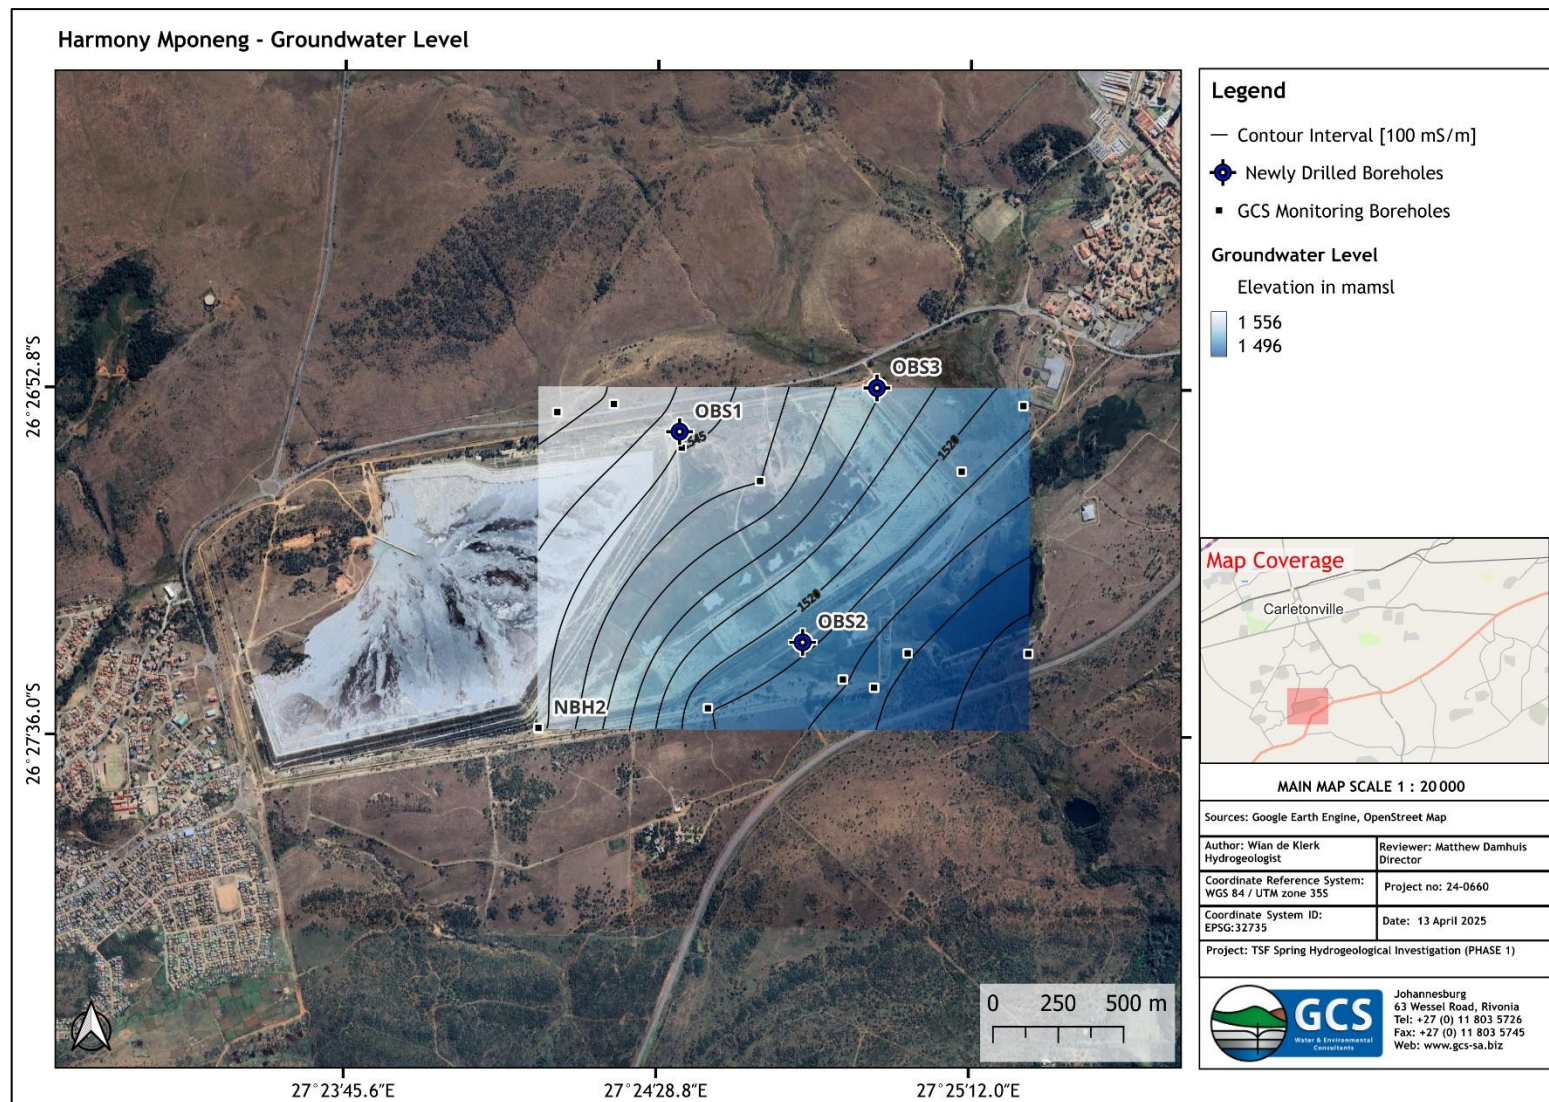 Harmony Mponeng - Groundwater Level
Legend
Contour Interval [100 mS/m]
Newly Drilled Boreholes
GCS Monitoring Boreholes
Groundwater Level
Elevation in mamsl
1 556
1 496
26°26'52.8"S
26°27'36.0"S
27°23'45.6"E
27°24'28.8"E
27°25'12.0"E
OBS3
OBS1
545
1520
1520
OBS2
NBH2
0 250 500 m
Map Coverage
Carletonville
MAIN MAP SCALE 1 : 20 000
Sources: Google Earth Engine, OpenStreet Map
Author: Wian de Klerk
Hydrogeologist
Reviewer: Matthew Damhuis
Director
Coordinate Reference System:
WGS 84 / UTM zone 35S
Project no: 24-0660
Coordinate System ID:
EPSG:32735
Date: 13 April 2025
Project: TSF Spring Hydrogeological Investigation (PHASE 1)
GCS
Water & Environmental
Consultants
Johannesburg
63 Wessel Road, Rivonia
Tel: +27 (0) 11 803 5726
Fax: +27 (0) 11 803 5745
Web: www.gcs-sa.biz